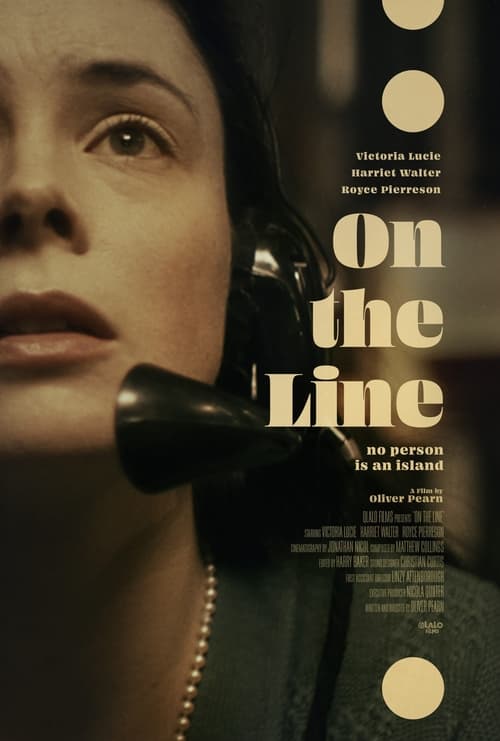 Victoria Lucie
Harriet Walter
Royce Pierreson
On
the
Line
no person
is an island
A Film by
Oliver Pearn
OLALO FILMS PRESENTS "ON THE LINE"
STARRING VICTORIA LUCIE HARRIET WALTER ROYCE PIERRESON
CINEMATOGRAPHY BY JONATHAN NICOL COMPOSED BY MATTHEW COLLINGS
EDITED BY HARRY BAKER SOUND DESIGNER CHRISTIAN CURTIS
FIRST ASSISTANT DIRECTOR LINZY ATTENBOROUGH
EXECUTIVE PRODUCER NICOLA QUINTER
WRITTEN AND DIRECTED BY OLIVER PEARN
OLALO
FILMS